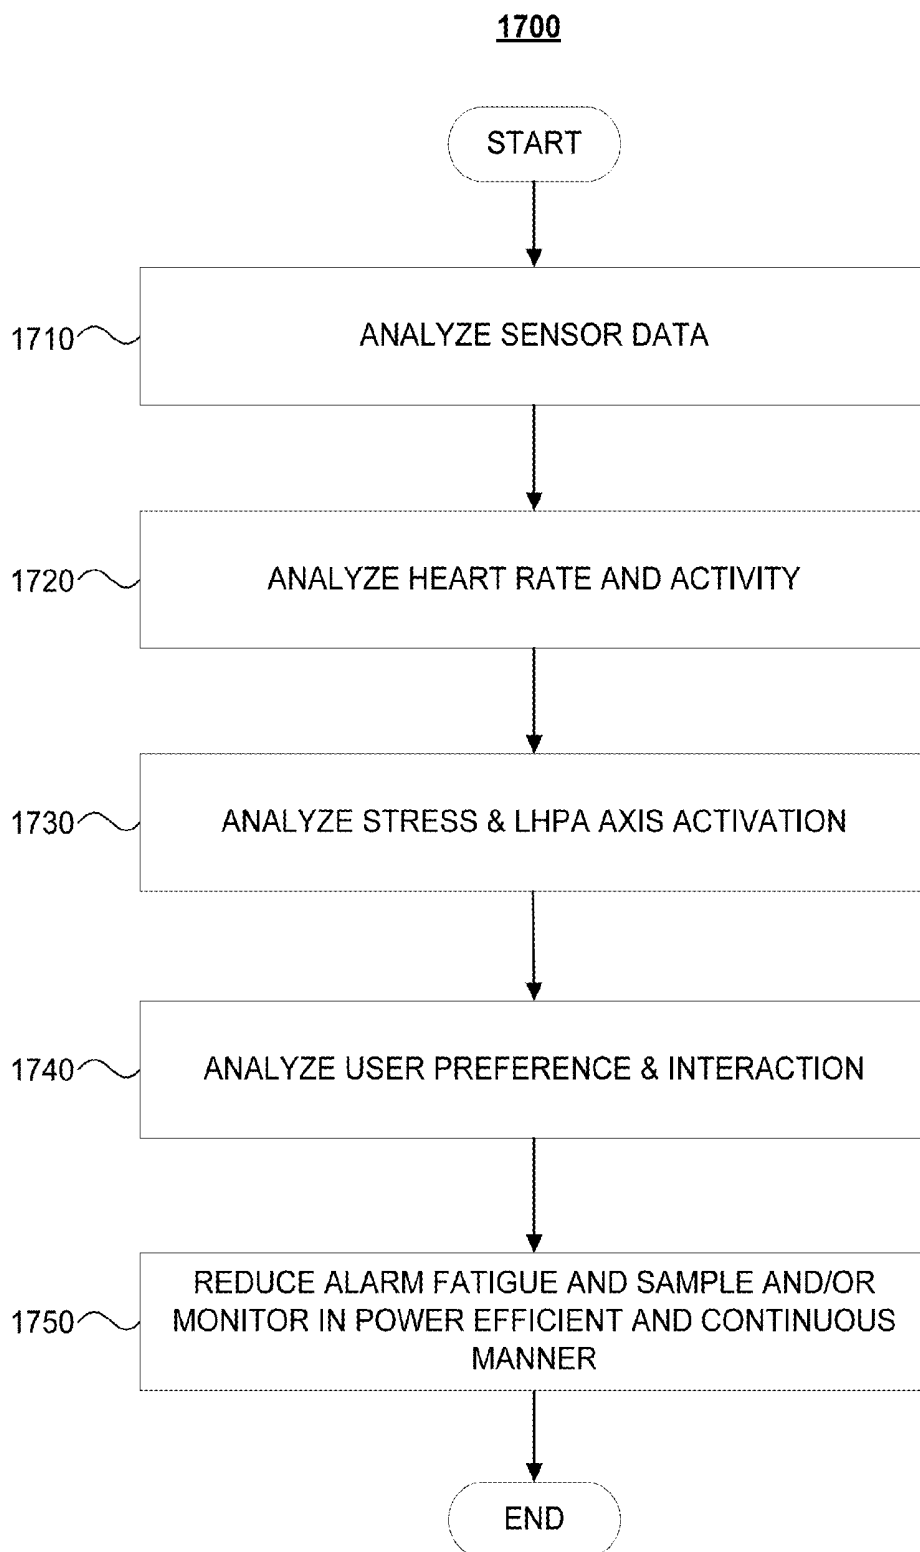 1700
START
1710
ANALYZE SENSOR DATA
1720
ANALYZE HEART RATE AND ACTIVITY
1730
ANALYZE STRESS & LHPA AXIS ACTIVATION
1740
ANALYZE USER PREFERENCE & INTERACTION
1750
REDUCE ALARM FATIGUE AND SAMPLE AND/OR
MONITOR IN POWER EFFICIENT AND CONTINUOUS
MANNER
END